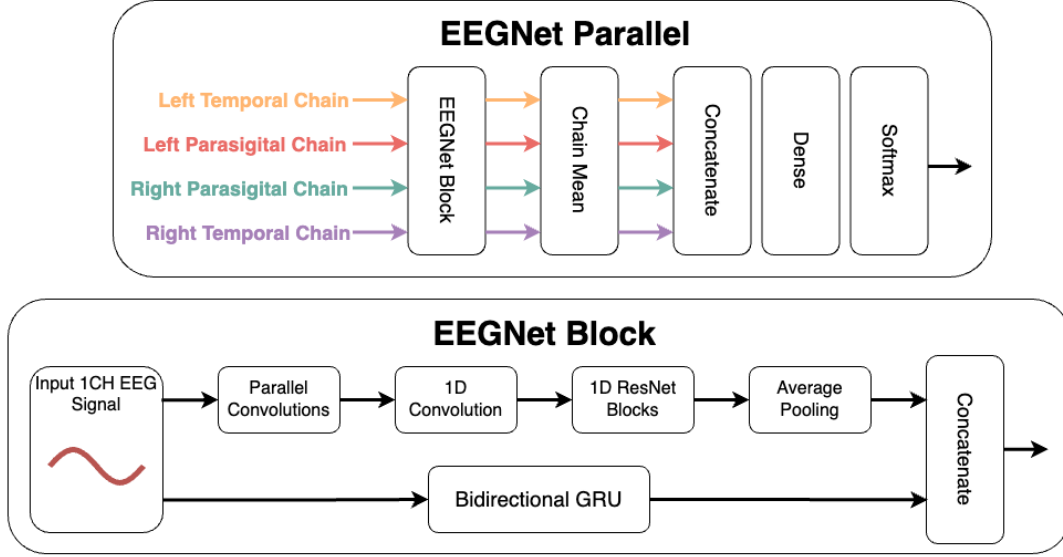 EEGNet Parallel
Left Temporal Chain
Left Parasigital Chain
Right Parasigital Chain
Right Temporal Chain
EEGNet Block
Chain Mean
Concatenate
Dense
Softmax
EEGNet Block
Input 1CH EEG
Signal
Parallel
Convolutions
1D
Convolution
1D ResNet
Blocks
Average
Pooling
Bidirectional GRU
Concatenate